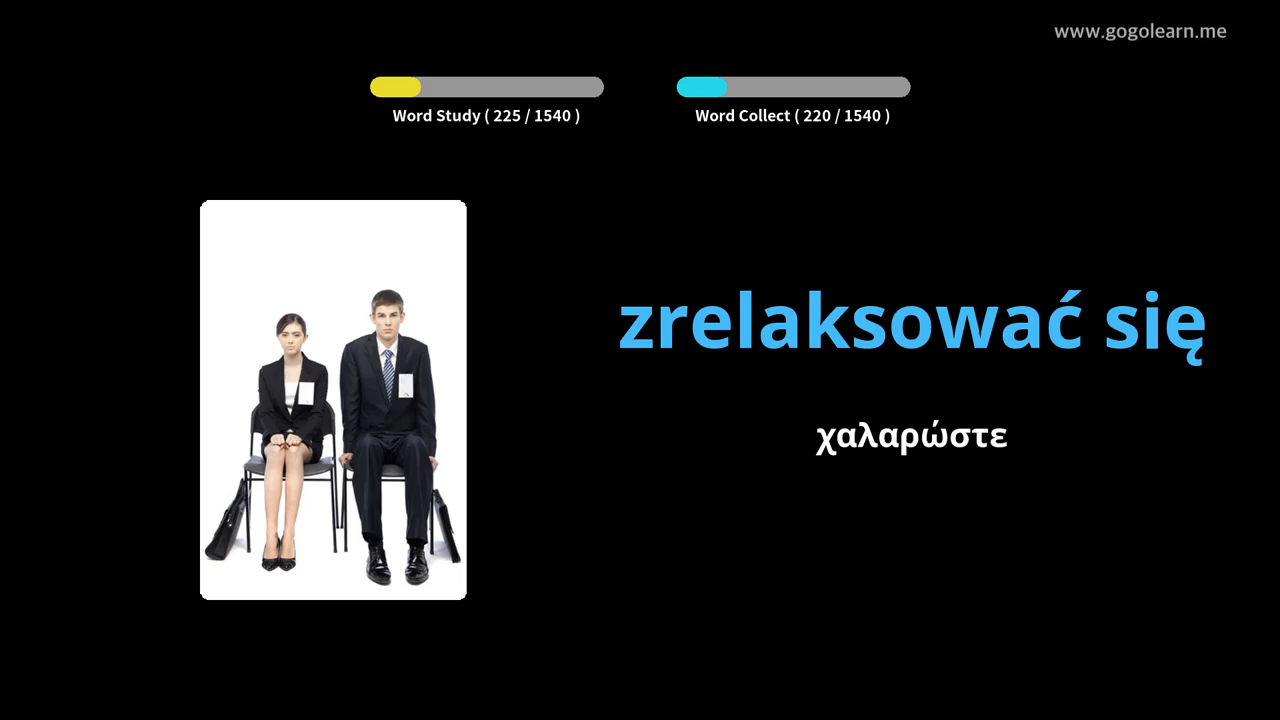 www.gogolearn.me
Word Study ( 225 / 1540 )
Word Collect ( 220 / 1540 )
zrelaksować się
χαλαρώστε